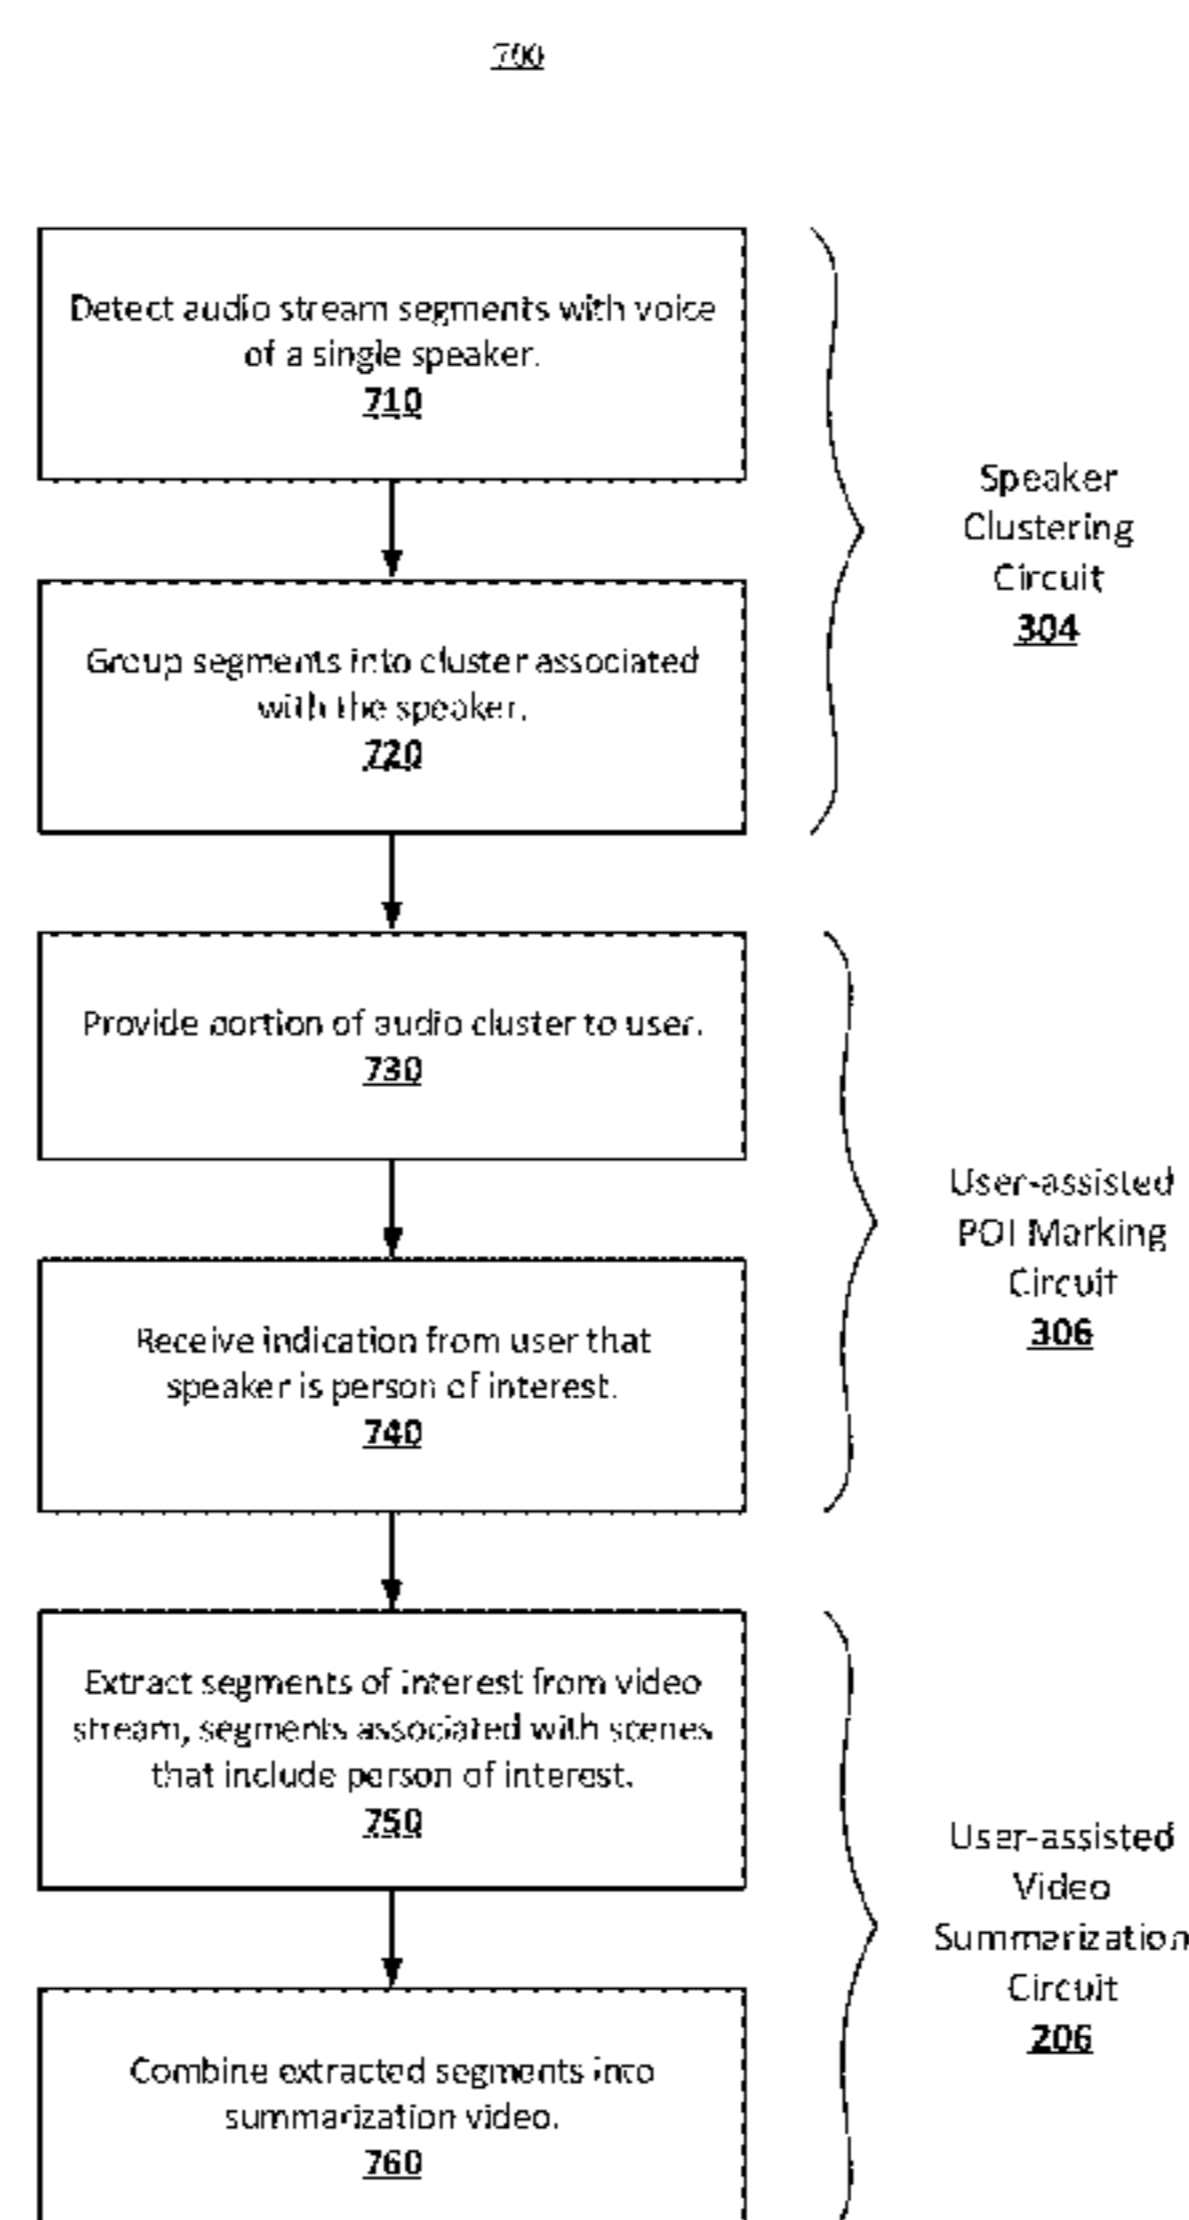 700
Detect audio stream segments with voice
of a single speaker.
710
Group segments into cluster associated
with the speaker.
720
Speaker
Clustering
Circuit
304
Provide portion of audio cluster to user.
730
Receive indication from user that
speaker is person of interest.
740
User-assisted
POI Marking
Circuit
306
Extract segments of interest from video
stream, segments associated with scenes
that include person of interest.
750
Combine extracted segments into
summarization video.
760
User-assisted
Video
Summarization
Circuit
206